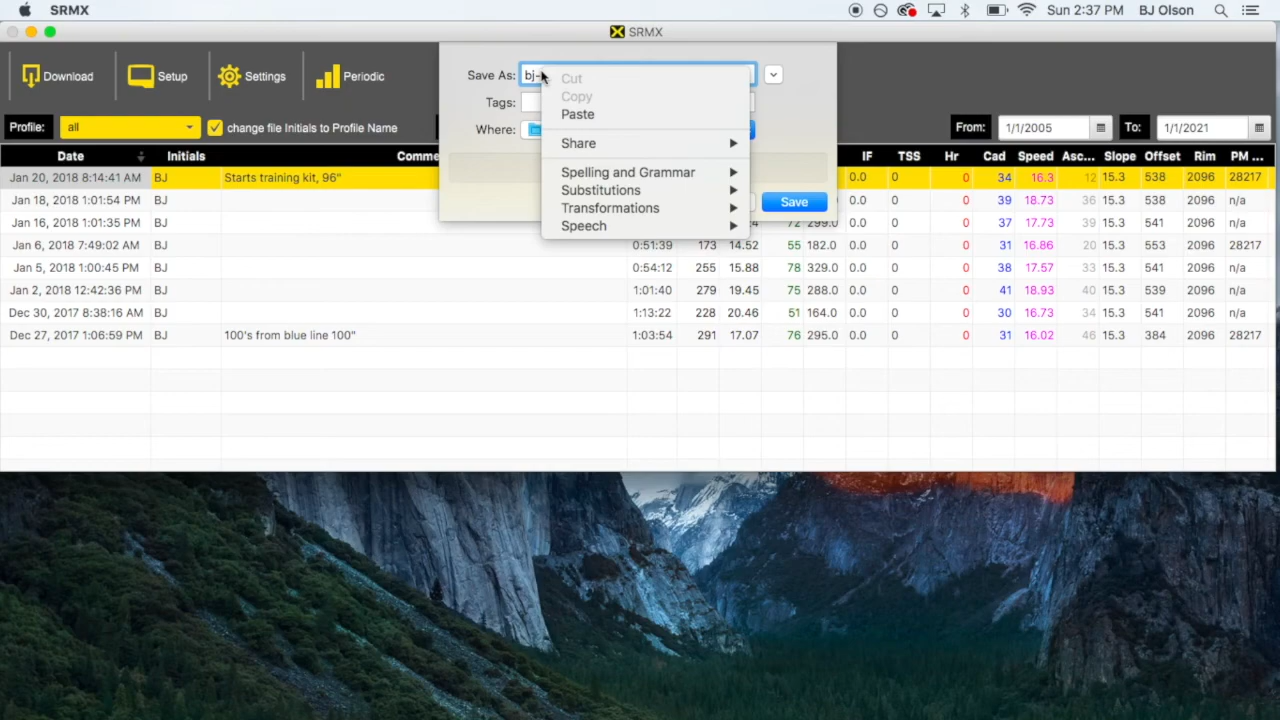 SRMX Sun 2:37 PM BJ Olson
SRMX
Download Setup Settings Periodic
Save As: bj-
Tags:
Where:
Cut
Copy
Paste
Share
Spelling and Grammar
Substitutions
Transformations
Speech
Save
Profile: all change file Initials to Profile Name From: 1/1/2005 To: 1/1/2021
Date Initials Comme IF TSS Hr Cad Speed Asc... Slope Offset Rim PM ...
Jan 20, 2018 8:14:41 AM BJ Starts training kit, 96" 0.0 0 0 34 16.3 12 15.3 538 2096 28217
Jan 18, 2018 1:01:54 PM BJ 0.0 0 0 39 18.73 36 15.3 538 2096 n/a
Jan 16, 2018 1:01:35 PM BJ 72 299.0 0.0 0 0 37 17.73 39 15.3 541 2096 n/a
Jan 6, 2018 7:49:02 AM BJ 0:51:39 173 14.52 55 182.0 0.0 0 0 31 16.86 20 15.3 553 2096 28217
Jan 5, 2018 1:00:45 PM BJ 0:54:12 255 15.88 78 329.0 0.0 0 0 38 17.57 33 15.3 541 2096 n/a
Jan 2, 2018 12:42:36 PM BJ 1:01:40 279 19.45 75 288.0 0.0 0 0 41 18.93 40 15.3 539 2096 n/a
Dec 30, 2017 8:38:16 AM BJ 1:13:22 228 20.46 51 164.0 0.0 0 0 30 16.73 34 15.3 541 2096 n/a
Dec 27, 2017 1:06:59 PM BJ 100's from blue line 100" 1:03:54 291 17.07 76 295.0 0.0 0 0 31 16.02 46 15.3 384 2096 28217